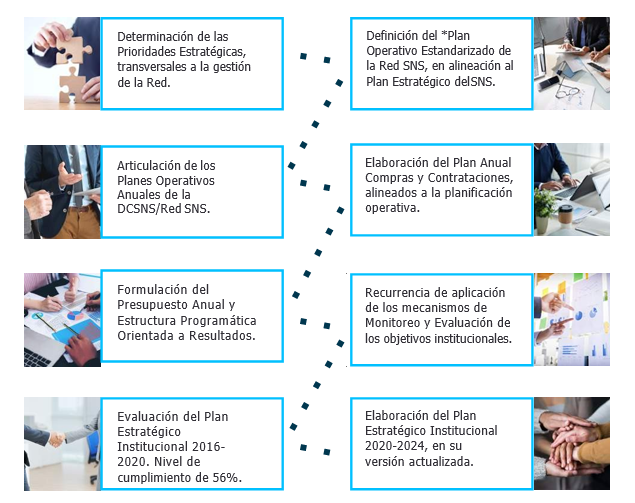 Determinación de las
Prioridades Estratégicas,
transversales a la gestión
de la Red.
Definición del *Plan
Operativo Estandarizado de
la Red SNS, en alineación al
Plan Estratégico delSNS.
Articulación de los
Planes Operativos
Anuales de la
DCSNS/Red SNS.
Elaboración del Plan Anual
Compras y Contrataciones,
alineados a la planificación
operativa.
Formulación del
Presupuesto Anual y
Estructura Programática
Orientada a Resultados.
Recurrencia de aplicación
de los mecanismos de
Monitoreo y Evaluación de
los objetivos institucionales.
Evaluación del Plan
Estratégico
Institucional 2016-
2020. Nivel de
cumplimiento de 56%.
Elaboración del Plan
Estratégico Institucional
2020-2024, en su
versión actualizada.